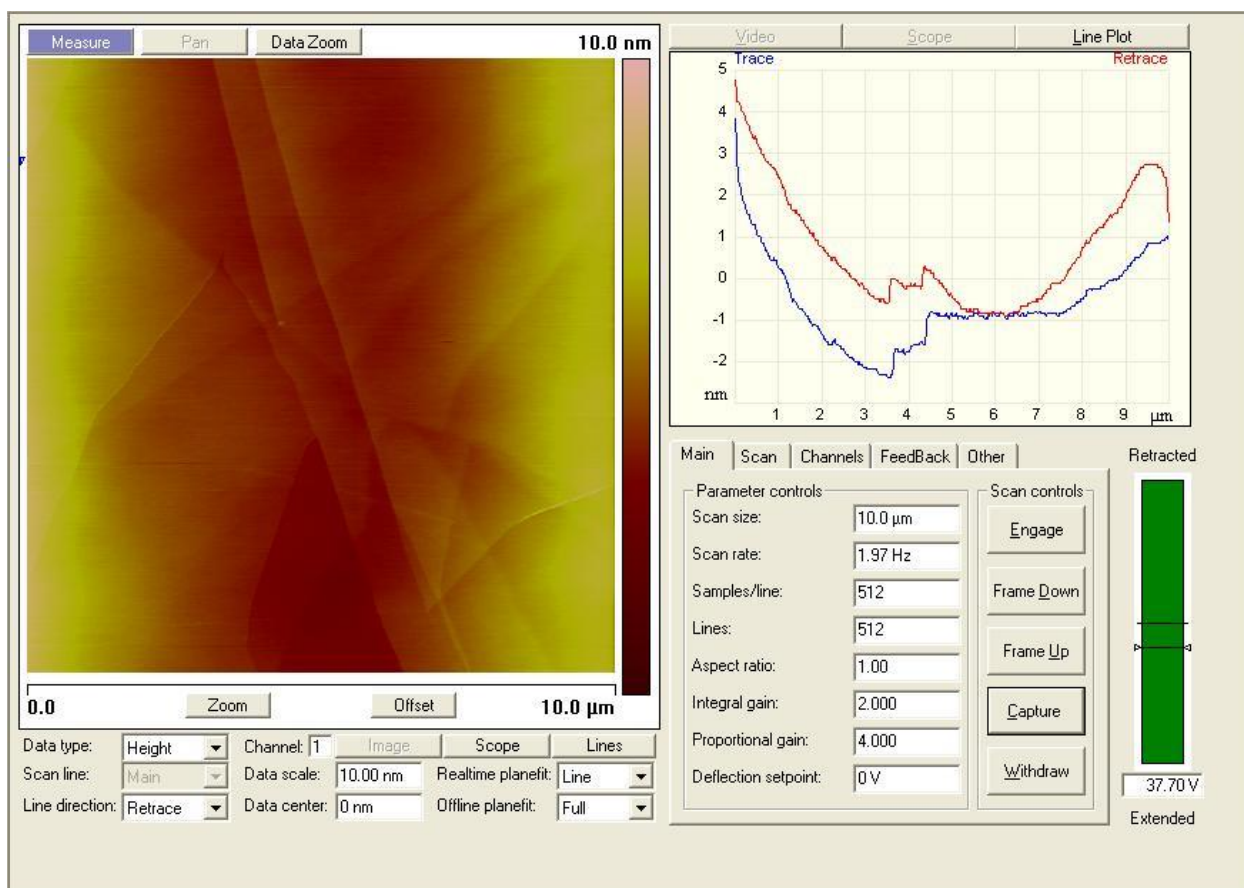 Measure Pan Data Zoom 10.0 nm
0.0 Zoom Offset 10.0 µm
Data type: Height Channel: 1 Image Scope Lines
Scan line: Main Data scale: 10.00 nm Realtime planefit: Line
Line direction: Retrace Data center: 0 nm Offline planefit: Full
Video Scope Line Plot
Trace Retrace
5
4
3
2
1
0
-1
-2
nm
1 2 3 4 5 6 7 8 9 µm
Main Scan Channels FeedBack Other
Parameter controls
Scan size: 10.0 µm
Scan rate: 1.97 Hz
Samples/line: 512
Lines: 512
Aspect ratio: 1.00
Integral gain: 2.000
Proportional gain: 4.000
Deflection setpoint: 0 V
Scan controls
Engage
Frame Down
Frame Up
Capture
Withdraw
Retracted
37.70 V
Extended